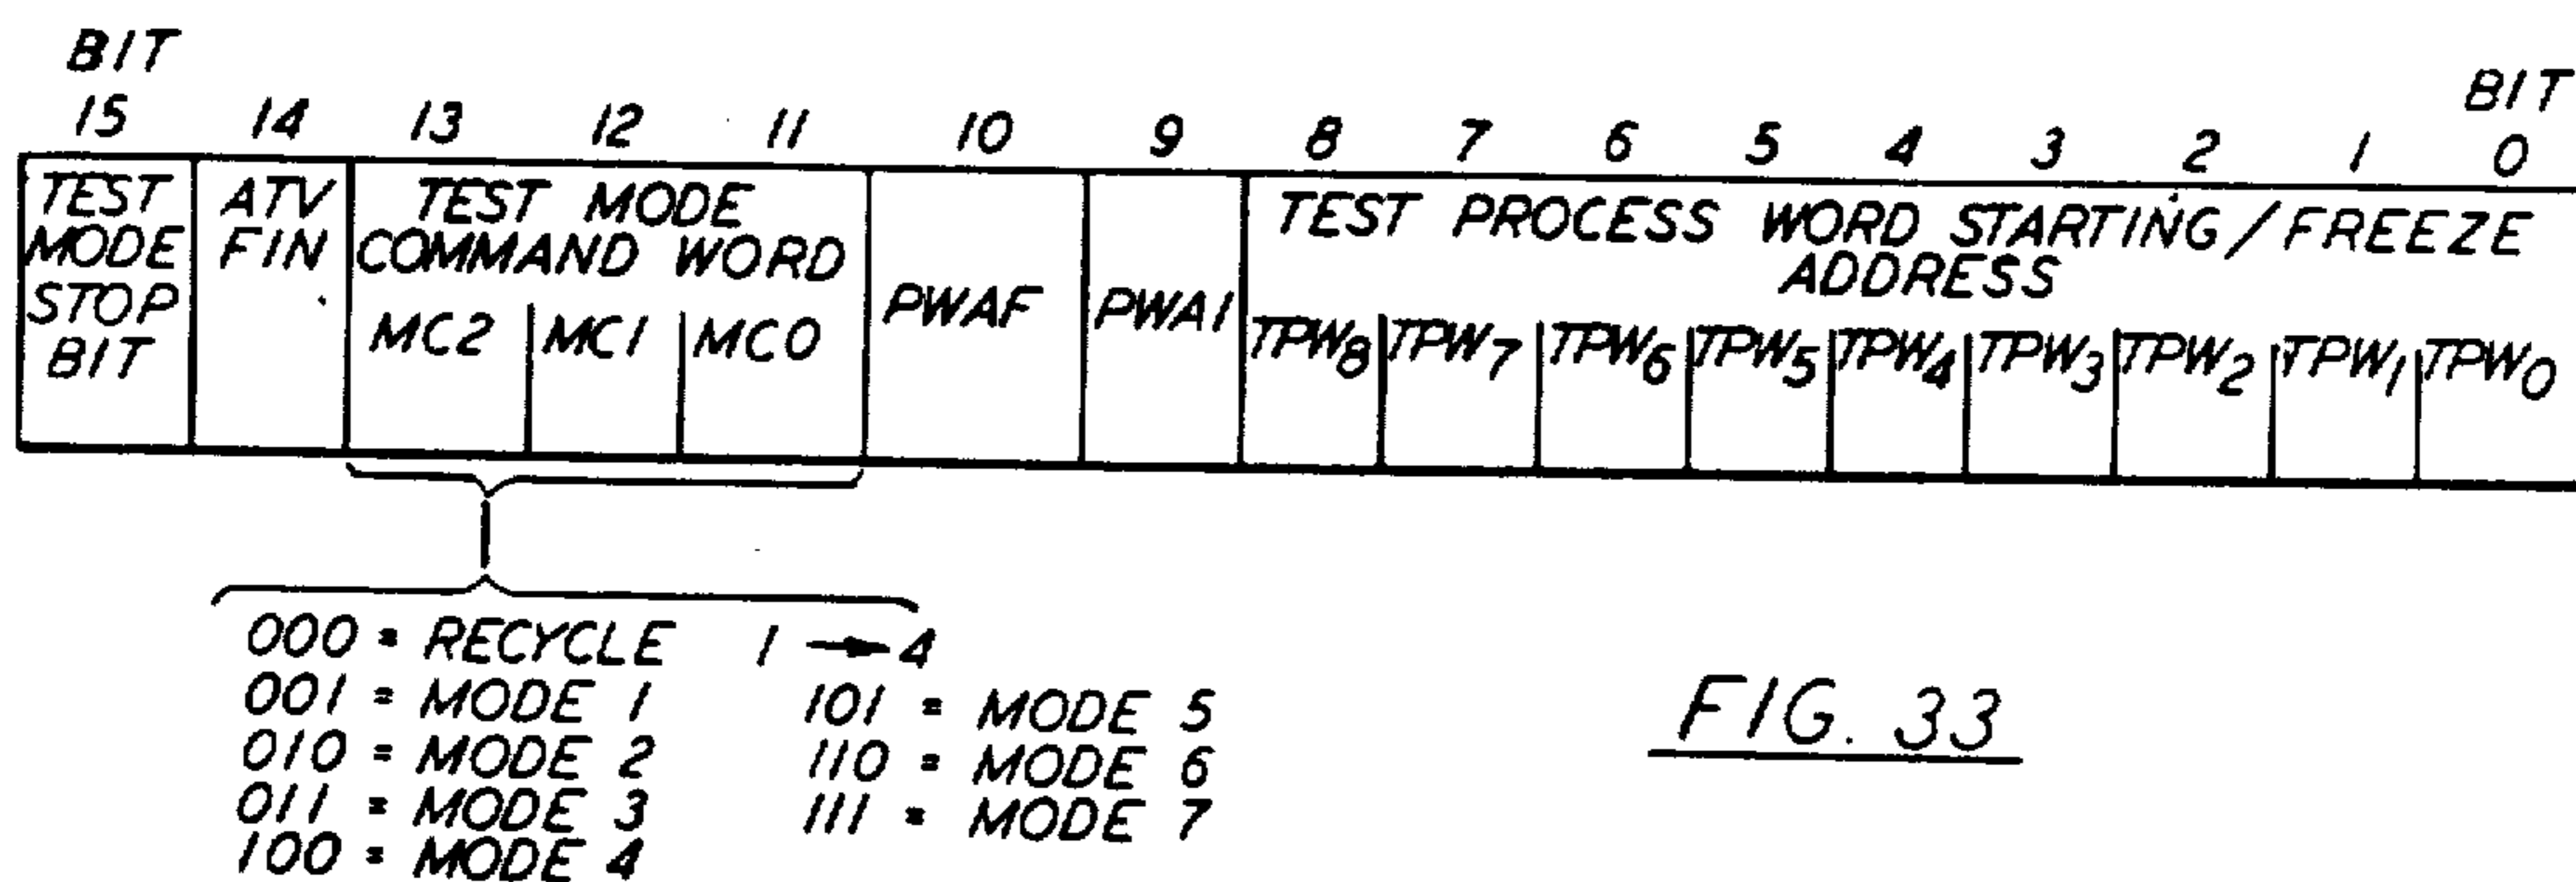 BIT BIT
15 14 13 12 11 10 9 8 7 6 5 4 3 2 1 0
TEST MODE STOP BIT
ATV FIN
TEST MODE
COMMAND WORD
MC2 MC1 MC0
PWAF
PWA1
TEST PROCESS WORD STARTING/FREEZE
ADDRESS
TPW8 TPW7 TPW6 TPW5 TPW4 TPW3 TPW2 TPW1 TPW0
000 = RECYCLE 1 → 4
001 = MODE 1 101 = MODE 5
010 = MODE 2 110 = MODE 6
011 = MODE 3 111 = MODE 7
100 = MODE 4
FIG. 33